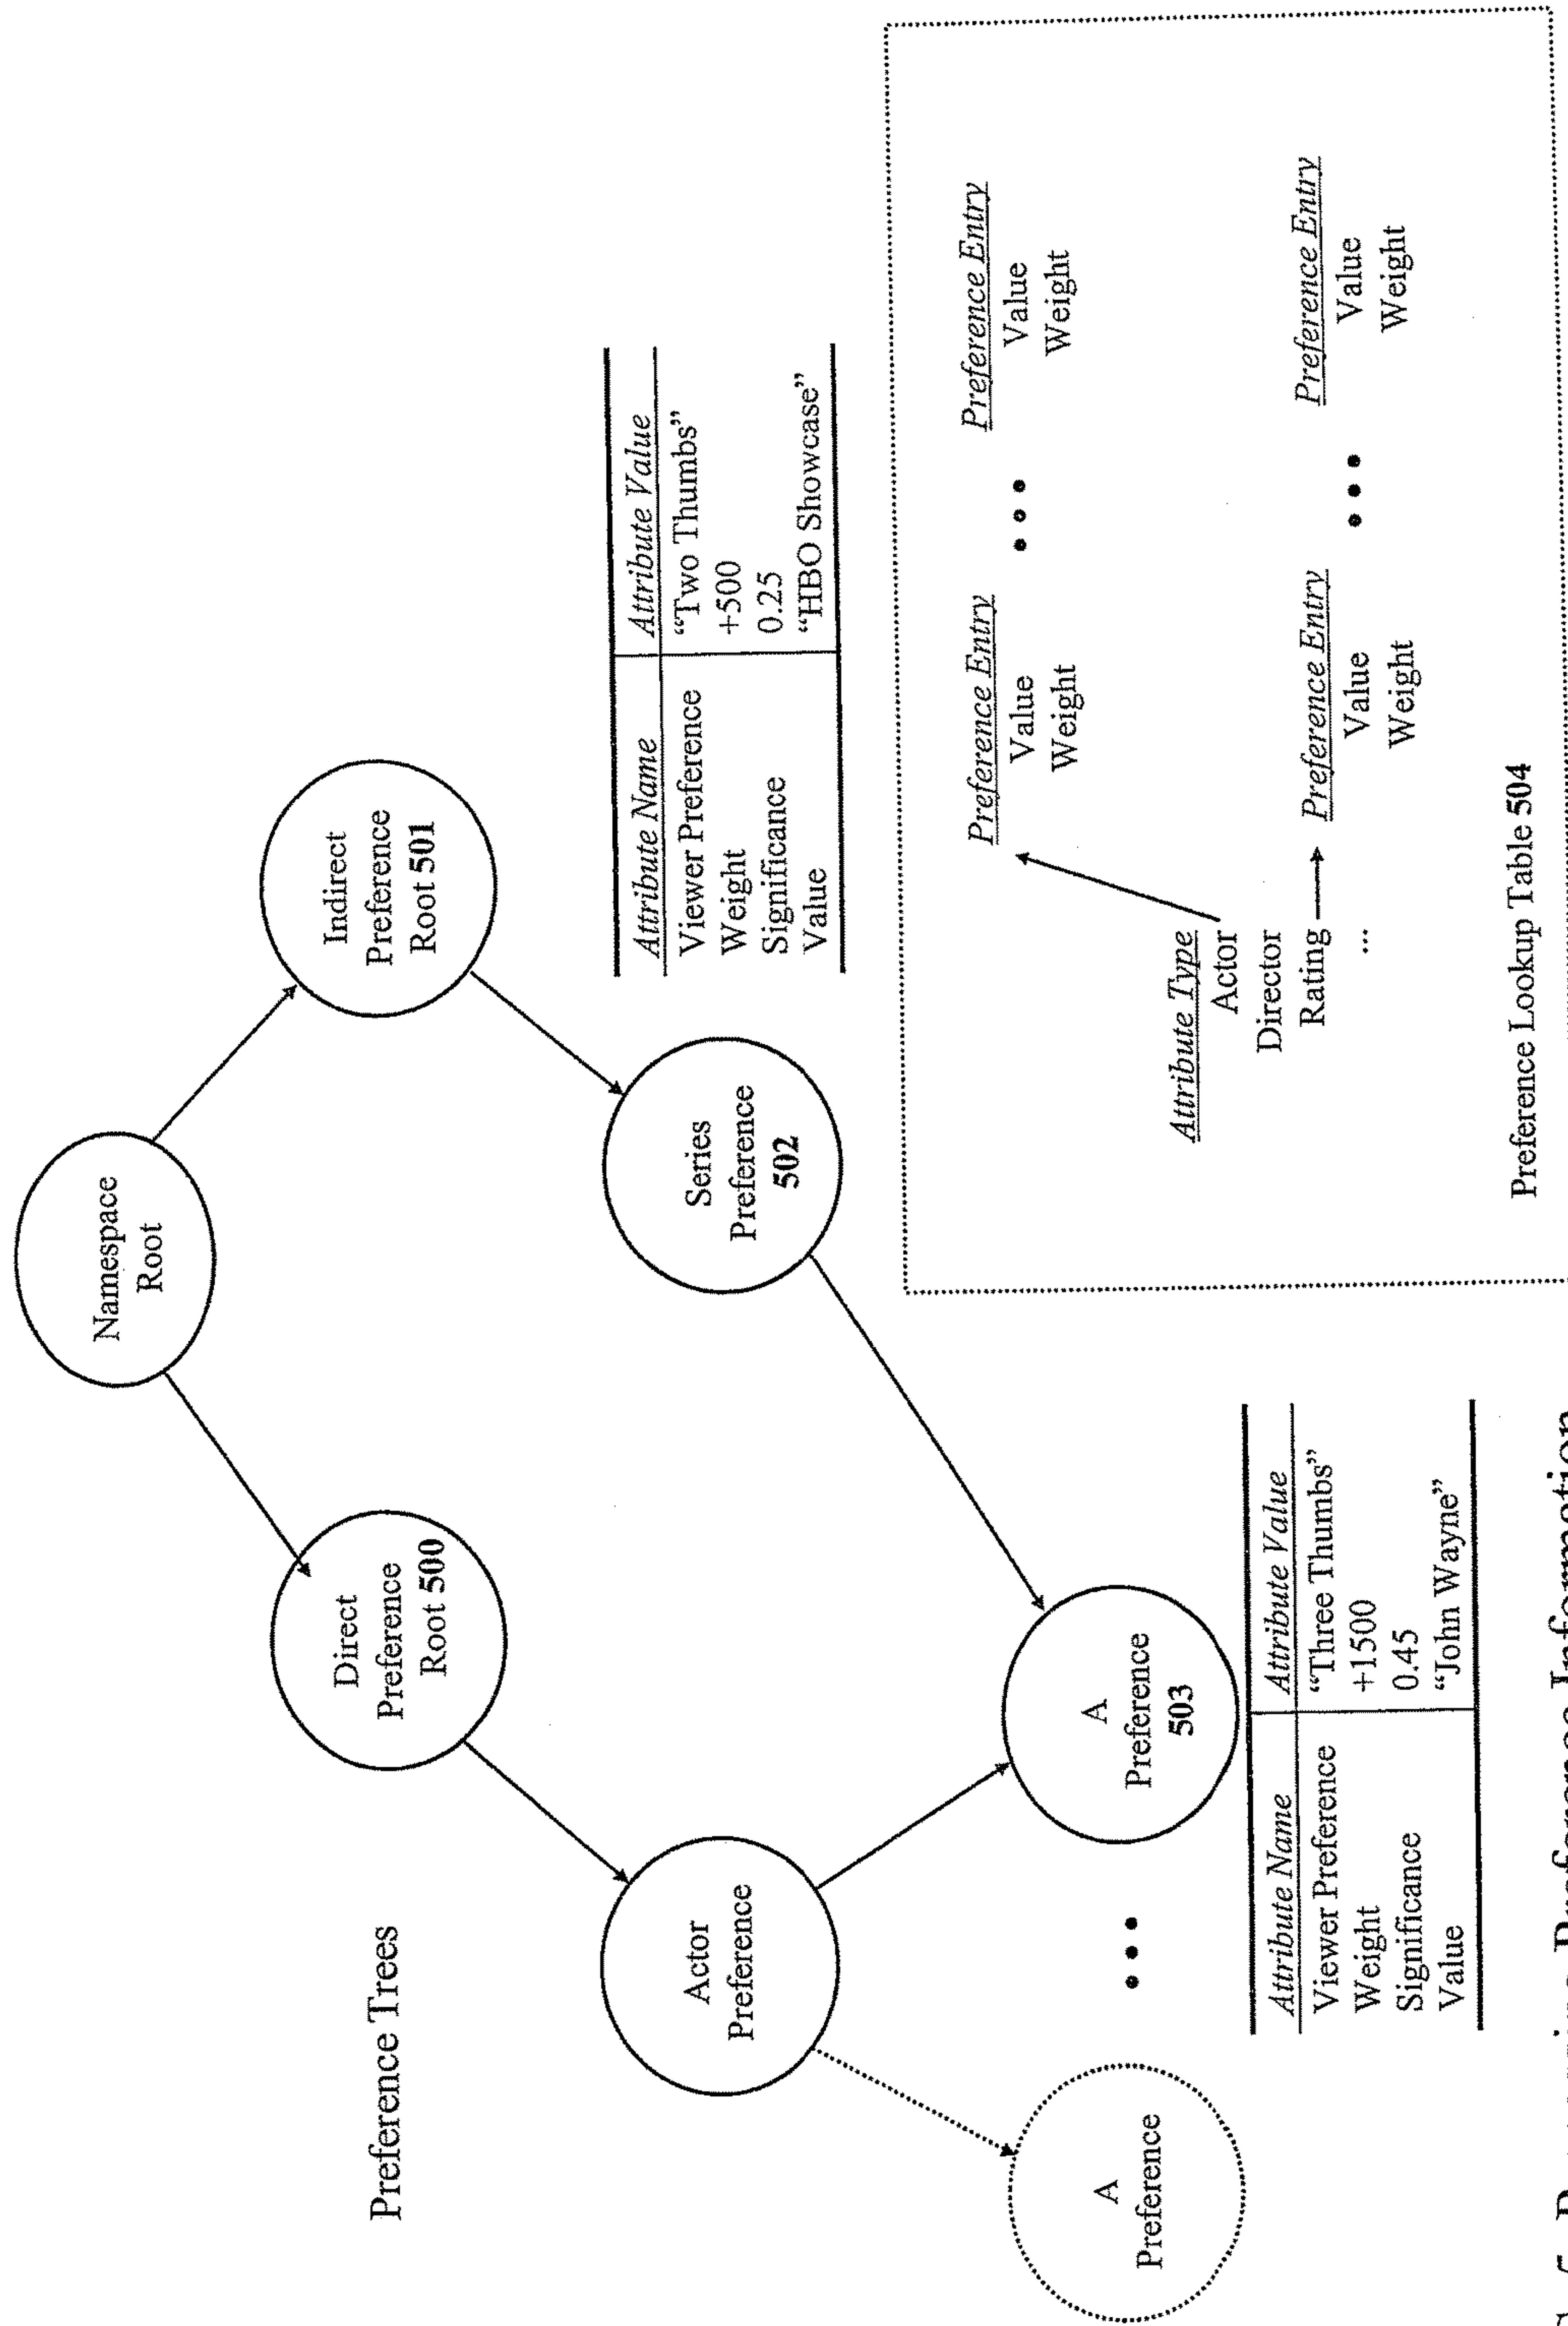 Preference Trees
Namespace
Root
Direct
Preference
Root 500
Indirect
Preference
Root 501
Actor
Preference
Series
Preference
502
Attribute Name Attribute Value
Viewer Preference “Two Thumbs”
Weight +500
Significance 0.25
Value “HBO Showcase”
A
Preference
A
Preference
503
Attribute Name Attribute Value
Viewer Preference “Three Thumbs”
Weight +1500
Significance 0.45
Value “John Wayne”
Preference Entry Preference Entry
Value Value
Weight Weight
Attribute Type
Actor
Director
Rating
...
Preference Entry Preference Entry
Value Value
Weight Weight
Preference Lookup Table 504
Preference Information